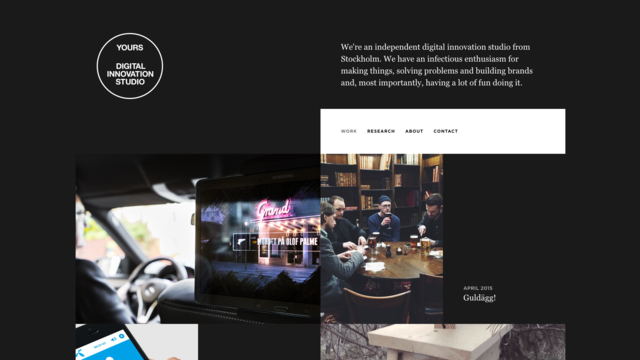 YOURS
DIGITAL
INNOVATION
STUDIO
We're an independent digital innovation studio from
Stockholm. We have an infectious enthusiasm for
making things, solving problems and building brands
and, most importantly, having a lot of fun doing it.
WORK RESEARCH ABOUT CONTACT
Grand
MORDET PÅ OLOF PALME
APRIL 2015
Guldägg!